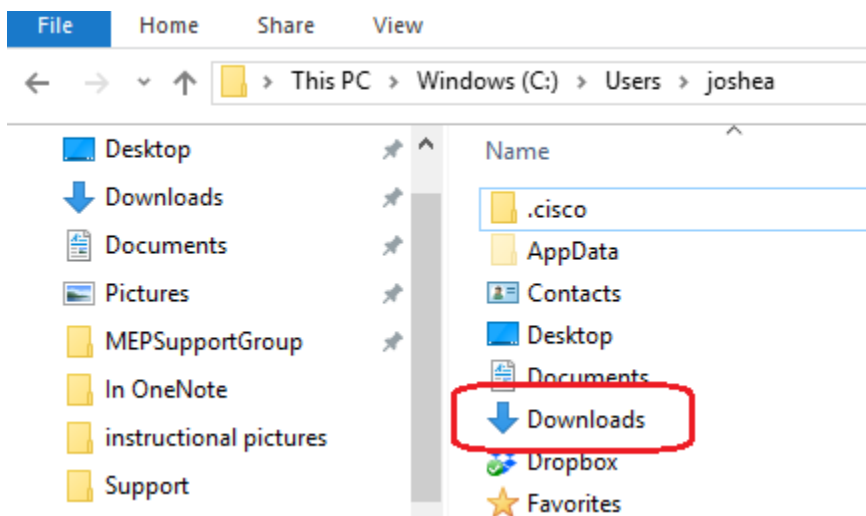 File Home Share View
This PC > Windows (C:) > Users > joshea
Desktop
Downloads
Documents
Pictures
MEPSupportGroup
In OneNote
instructional pictures
Support
Name
.cisco
AppData
Contacts
Desktop
Documents
Downloads
Dropbox
Favorites